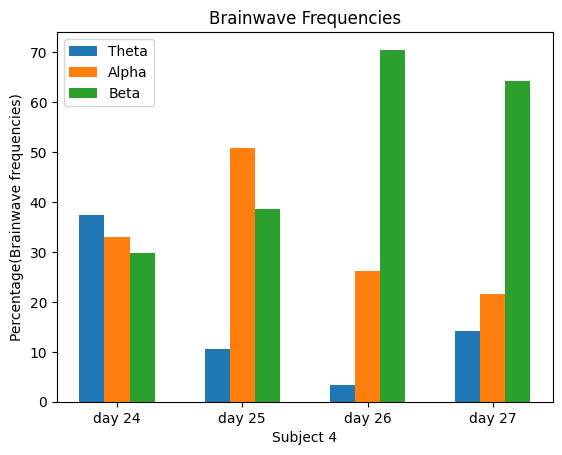 Brainwave Frequencies
Theta
Alpha
Beta
Percentage(Brainwave frequencies)
70
60
50
40
30
20
10
0
day 24 day 25 day 26 day 27
Subject 4